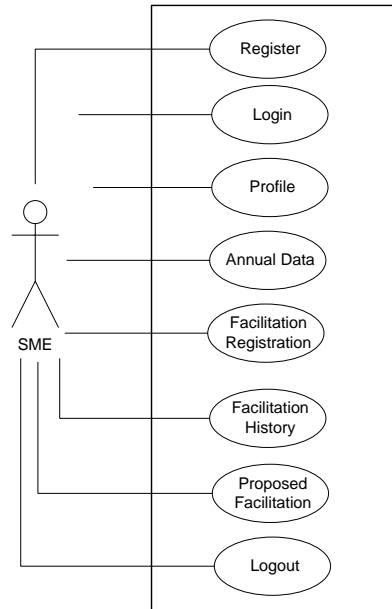 Register
Login
Profile
Annual Data
Facilitation
Registration
SME
Facilitation
History
Proposed
Facilitation
Logout